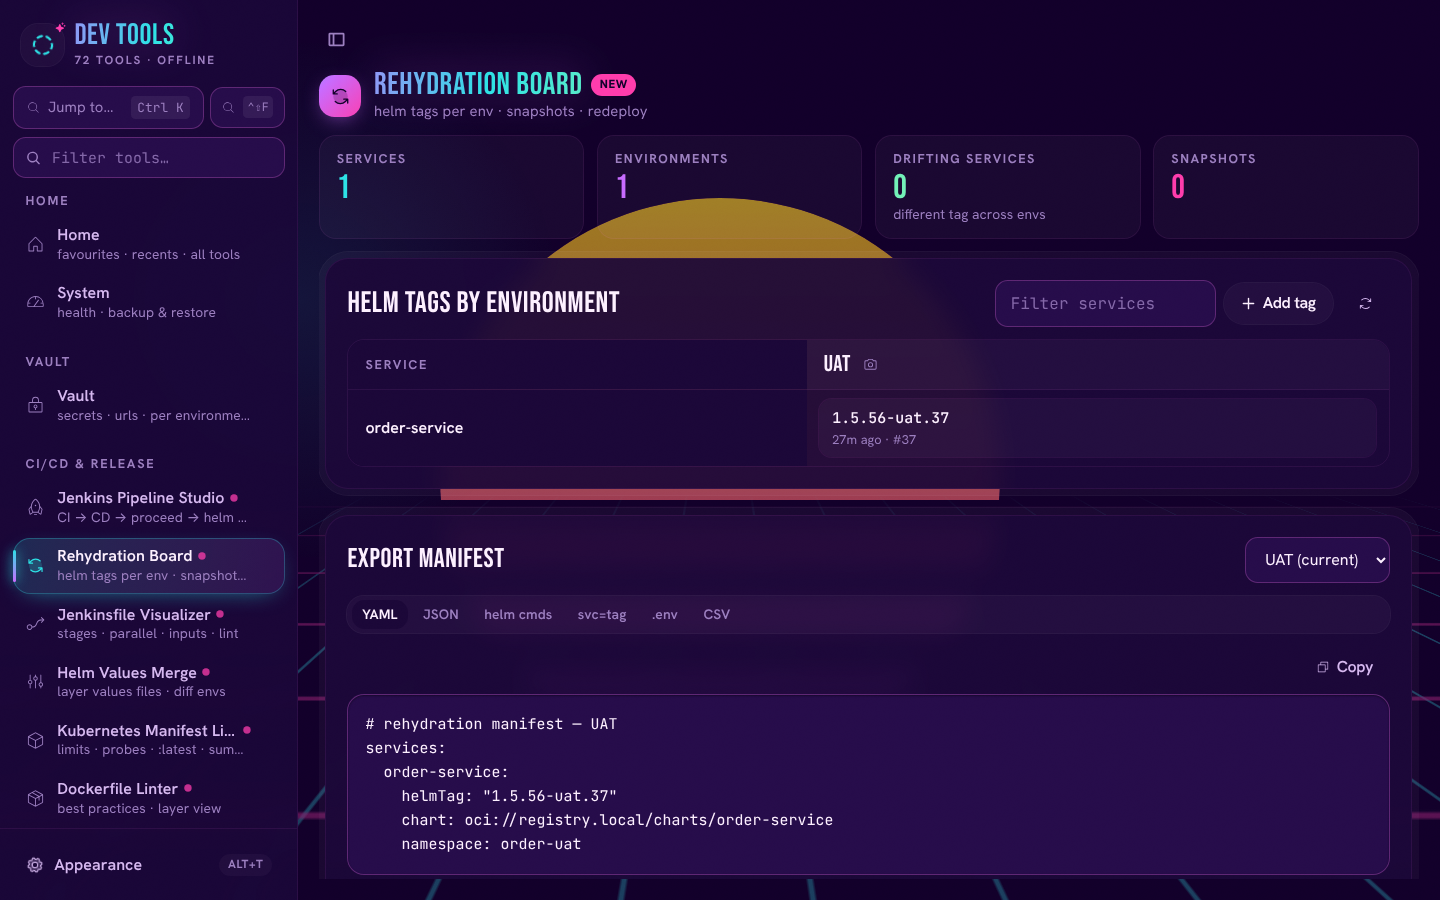 DEV TOOLS
72 TOOLS · OFFLINE
Jump to... Ctrl K ⌃⇧F
Filter tools…
HOME
Home
favourites · recents · all tools
System
health · backup & restore
VAULT
Vault
secrets · urls · per environme...
CI/CD & RELEASE
Jenkins Pipeline Studio
CI → CD → proceed → helm ...
Rehydration Board
helm tags per env · snapshot...
Jenkinsfile Visualizer
stages · parallel · inputs · lint
Helm Values Merge
layer values files · diff envs
Kubernetes Manifest Li...
limits · probes · :latest · sum...
Dockerfile Linter
best practices · layer view
Appearance ALT+T
REHYDRATION BOARD NEW
helm tags per env · snapshots · redeploy
SERVICES
1
ENVIRONMENTS
1
DRIFTING SERVICES
0
different tag across envs
SNAPSHOTS
0
HELM TAGS BY ENVIRONMENT
Filter services
+ Add tag
SERVICE UAT
order-service 1.5.56-uat.37
27m ago · #37
EXPORT MANIFEST
UAT (current)
YAML JSON helm cmds svc=tag .env CSV
Copy
# rehydration manifest — UAT
services:
  order-service:
    helmTag: "1.5.56-uat.37"
    chart: oci://registry.local/charts/order-service
    namespace: order-uat